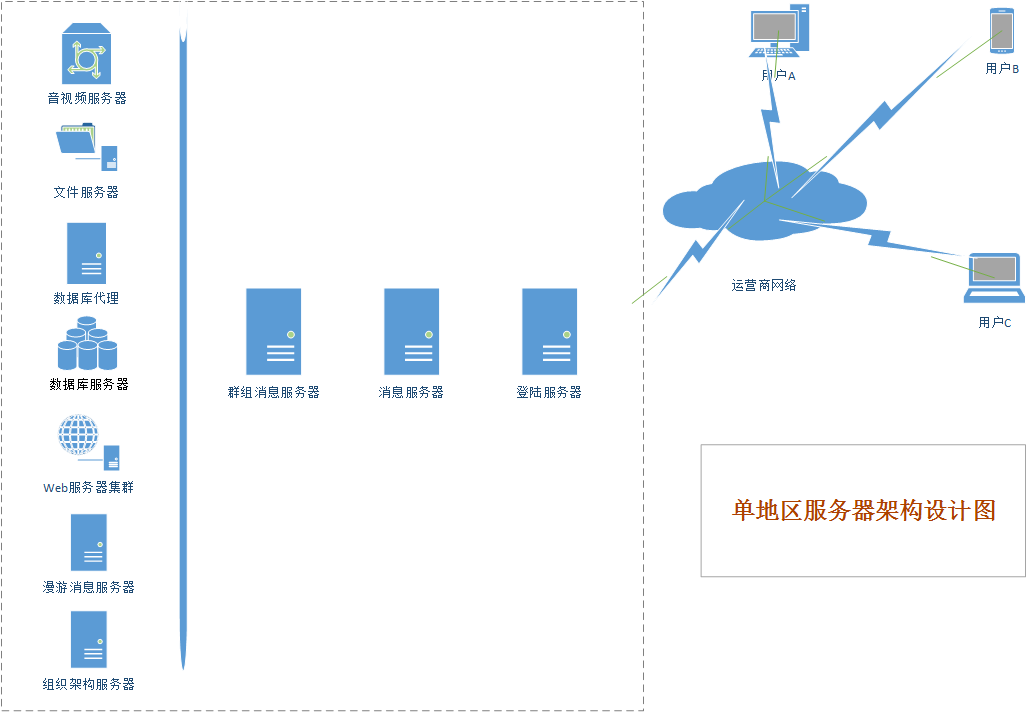 音视频服务器
文件服务器
数据库代理
数据库服务器
Web服务器集群
漫游消息服务器
组织架构服务器
群组消息服务器
消息服务器
登陆服务器
用户A
用户B
运营商网络
用户C
单地区服务器架构设计图